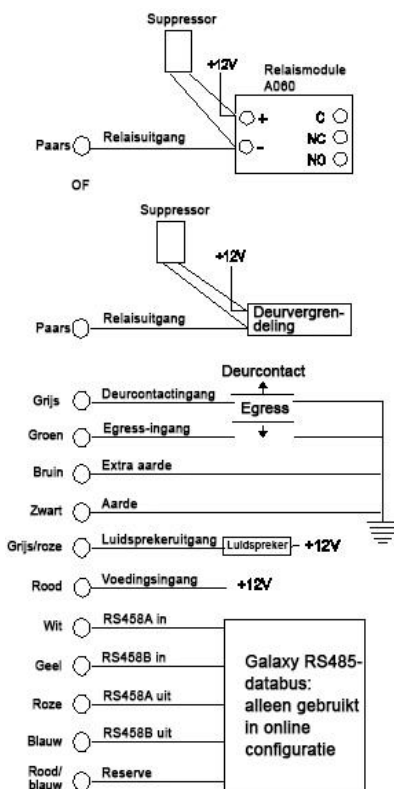 Suppressor
+12V
Relaismodule
A060
+ C
NC
- NO
Paars Relaisuitgang
OF
Suppressor
+12V
Paars Relaisuitgang
Deurvergren-
deling
Deurcontact
Grijs Deurcontactingang
Egress
Groen Egress-ingang
Bruin Extra aarde
Zwart Aarde
Grijs/roze Luidsprekeruitgang Luidspreker +12V
Rood Voedingsingang +12V
Wit RS458A in
Geel RS458B in
Roze RS458A uit
Blauw RS458B uit
Rood/
blauw Reserve
Galaxy RS485-
databus:
alleen gebruikt
in online
configuratie